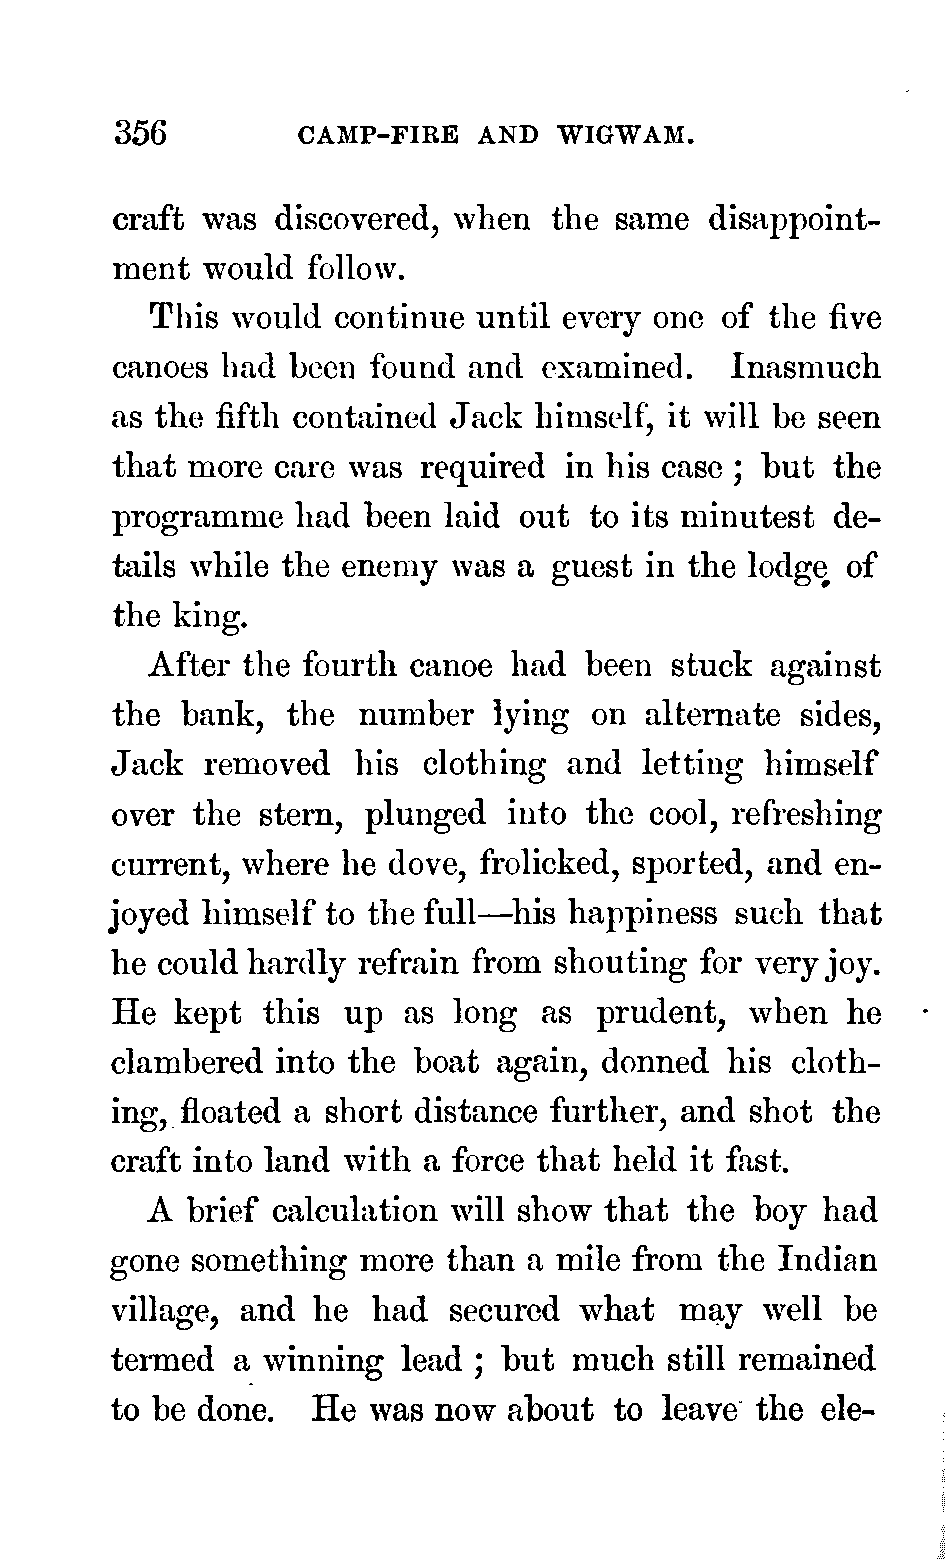 356 CAMP-FIRE AND WIGWAM.
craft was discovered, when the same disappoint-
ment would follow.
This would continue until every one of the five
canoes had been found and examined. Inasmuch
as the fifth contained Jack himself, it will be seen
that more care was required in his case ; but the
programme had been laid out to its minutest de-
tails while the enemy was a guest in the lodge of
the king.
After the fourth canoe had been stuck against
the bank, the number lying on alternate sides,
Jack removed his clothing and letting himself
over the stern, plunged into the cool, refreshing
current, where he dove, frolicked, sported, and en-
joyed himself to the full—his happiness such that
he could hardly refrain from shouting for very joy.
He kept this up as long as prudent, when he
clambered into the boat again, donned his cloth-
ing, floated a short distance further, and shot the
craft into land with a force that held it fast.
A brief calculation will show that the boy had
gone something more than a mile from the Indian
village, and he had secured what may well be
termed a winning lead ; but much still remained
to be done. He was now about to leave the ele-